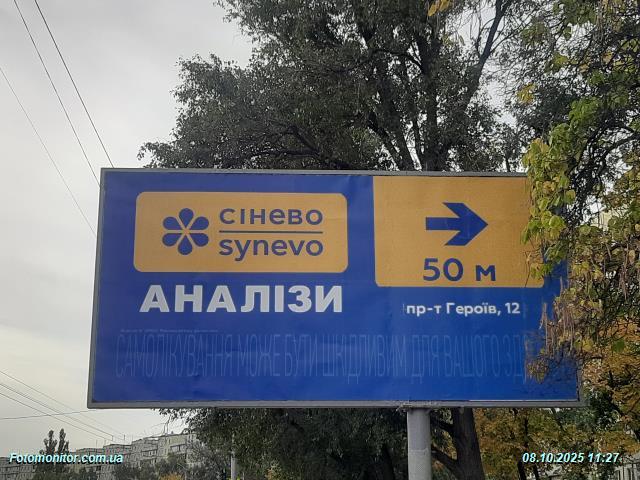 сінево
synevo
50 м
АНАЛІЗИ
пр-т Героїв, 12
САМОЛІКУВАННЯ МОЖЕ БУТИ ШКІДЛИВИМ ДЛЯ ВАШОГО
Fotomonitor.com.ua
08.10.2025 11:27